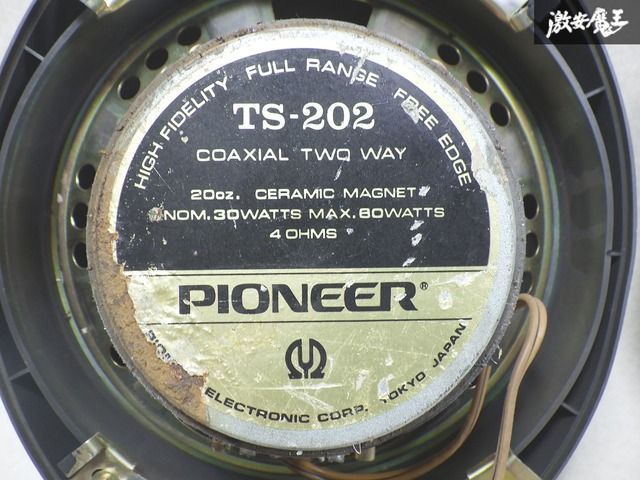 激安魔王
HIGH FIDELITY FULL RANGE FREE EDGE
TS-202
COAXIAL TWO WAY
20oz. CERAMIC MAGNET
NOM.30WATTS MAX.60WATTS
4 OHMS
PIONEER®
ELECTRONIC CORP. TOKYO JAPAN